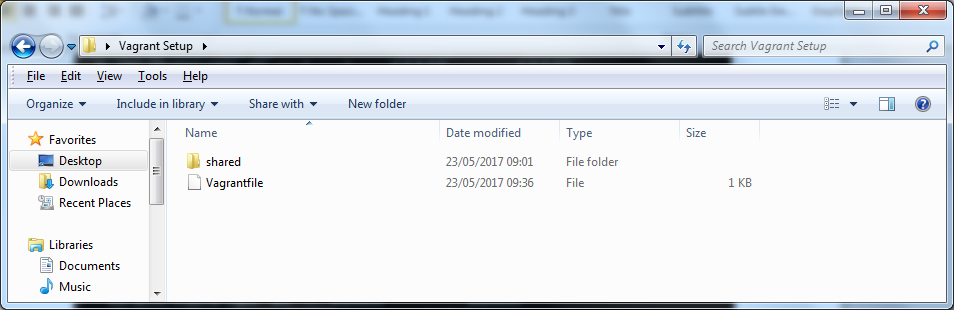 Vagrant Setup
Search Vagrant Setup
File Edit View Tools Help
Organize Include in library Share with New folder
Name Date modified Type Size
Favorites
Desktop
Downloads
Recent Places
Libraries
Documents
Music
shared 23/05/2017 09:01 File folder
Vagrantfile 23/05/2017 09:36 File 1 KB